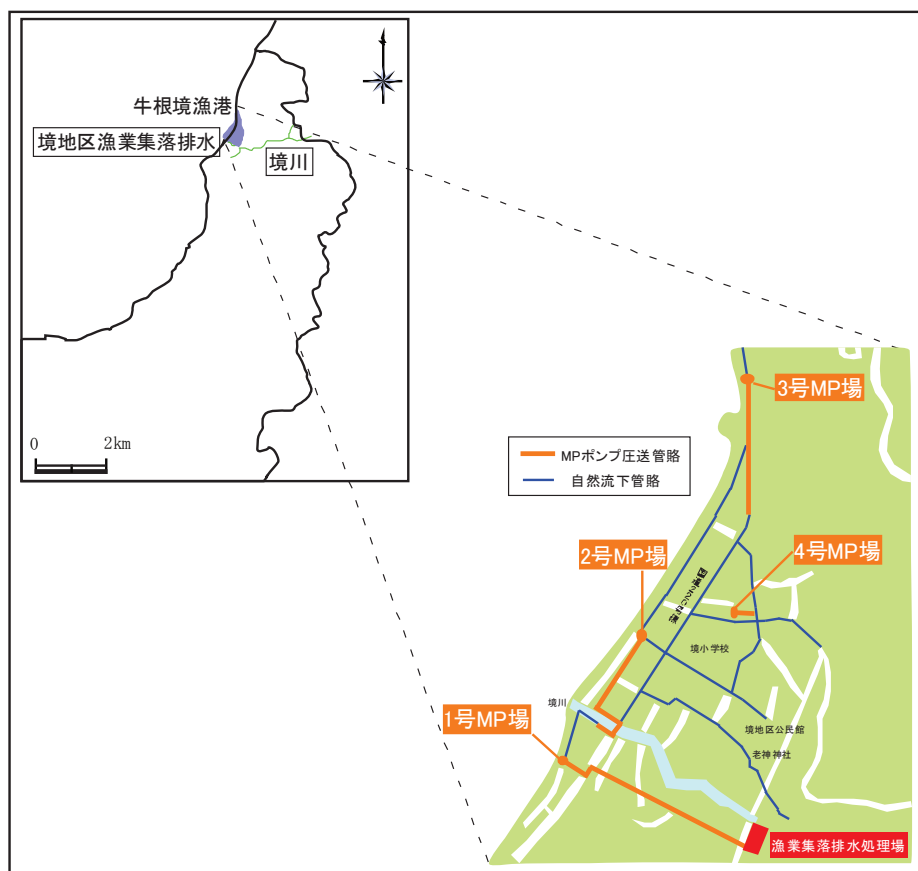 牛根境漁港
境地区漁業集落排水
境川
0 2km
3号MP場
MPポンプ圧送管路
自然流下管路
2号MP場
4号MP場
境小学校
1号MP場
境川
境地区公民館
老神神社
漁業集落排水処理場